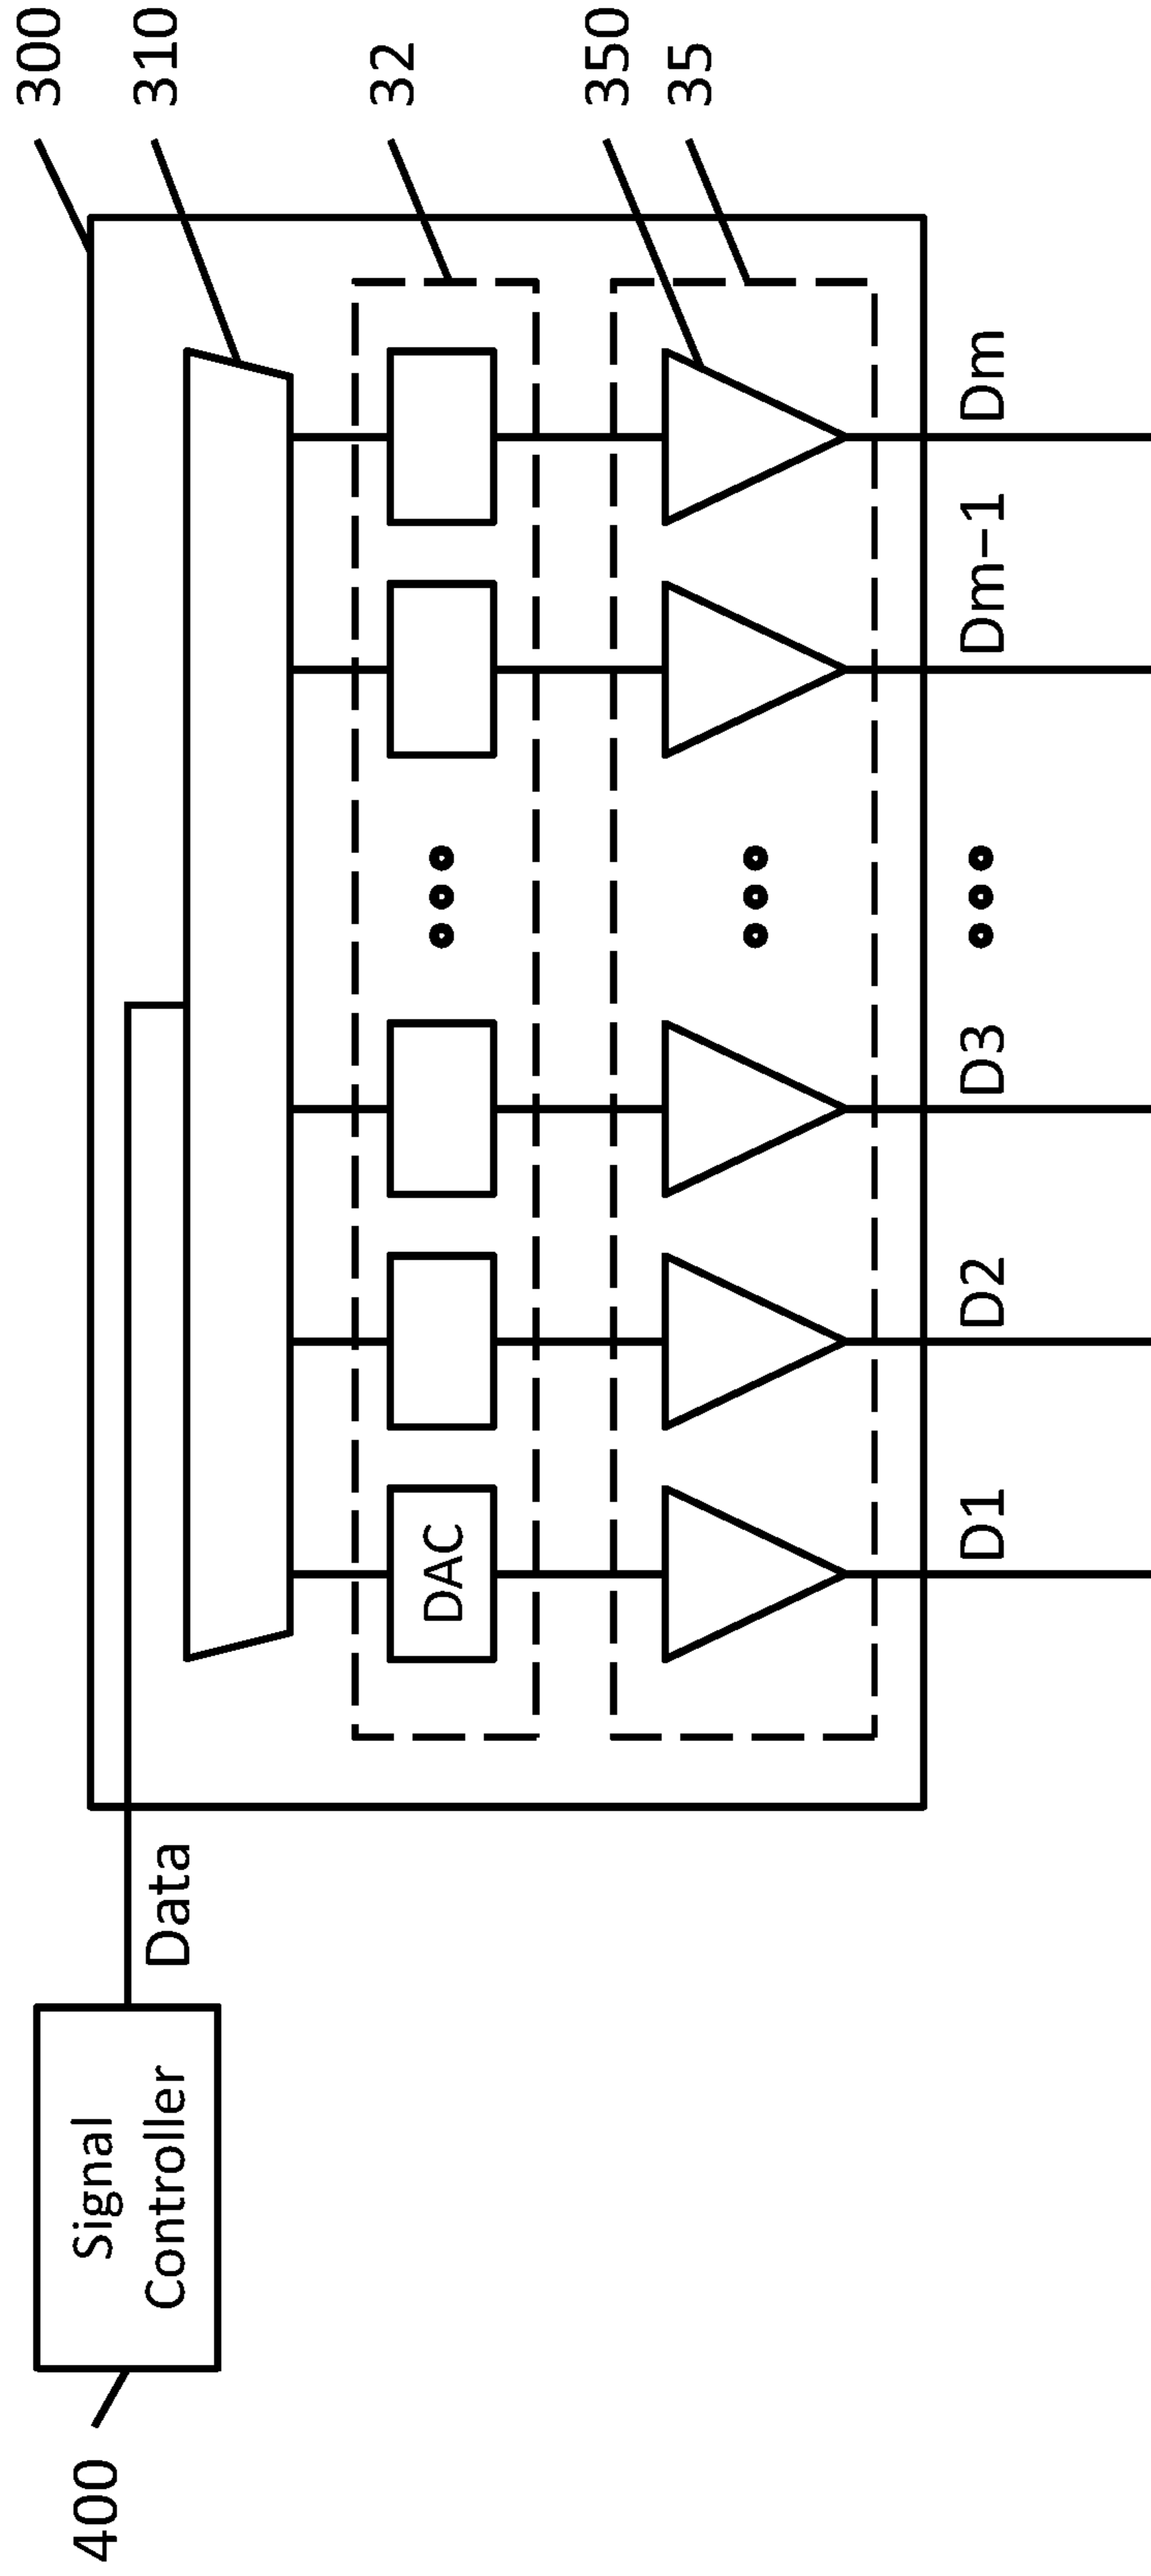 400
Signal
Controller
Data
DAC
D1
D2
D3
Dm−1
Dm
300
310
32
350
35